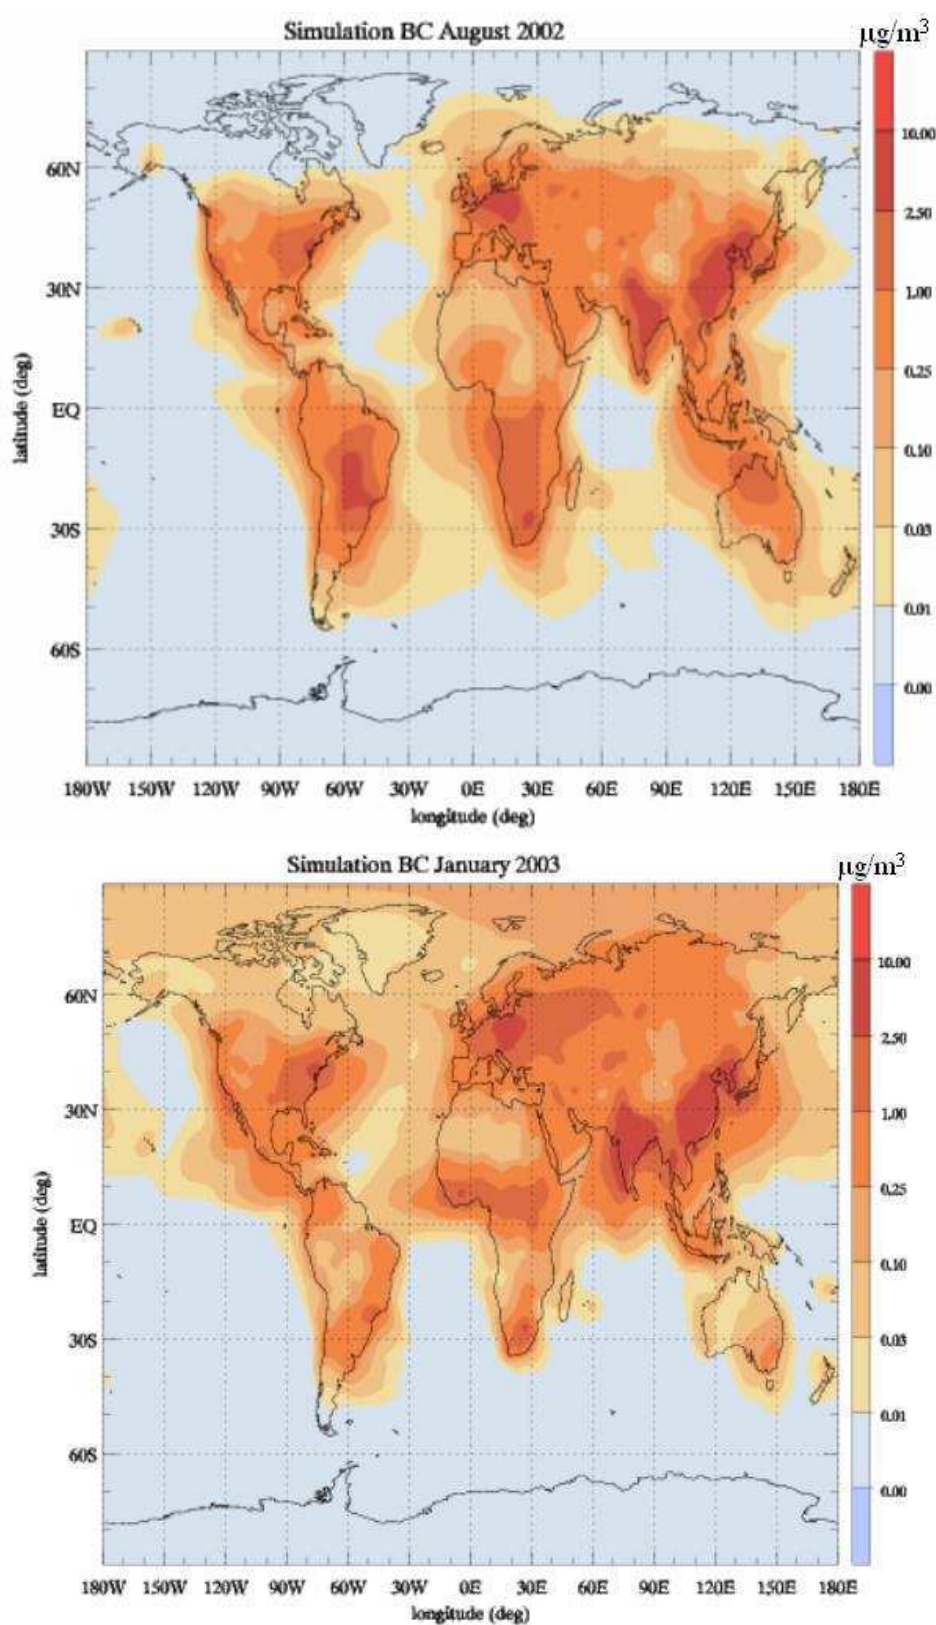 Simulation BC August 2002
µg/m³
10.00
2.50
1.00
0.25
0.10
0.03
0.01
0.00
60N
30N
EQ
30S
60S
latitude (deg)
180W 150W 120W 90W 60W 30W 0E 30E 60E 90E 120E 150E 180E
longitude (deg)
Simulation BC January 2003
µg/m³
10.00
2.50
1.00
0.25
0.10
0.03
0.01
0.00
60N
30N
EQ
30S
60S
latitude (deg)
180W 150W 120W 90W 60W 30W 0E 30E 60E 90E 120E 150E 180E
longitude (deg)